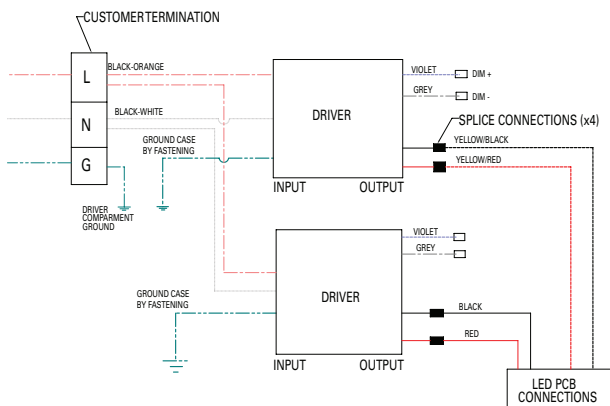 CUSTOMER TERMINATION
L
BLACK-ORANGE
N
BLACK-WHITE
G
DRIVER
COMPARMENT
GROUND
GROUND CASE
BY FASTENING
DRIVER
INPUT
OUTPUT
VIOLET
DIM +
GREY
DIM -
SPLICE CONNECTIONS (x4)
YELLOW/BLACK
YELLOW/RED
GROUND CASE
BY FASTENING
DRIVER
INPUT
OUTPUT
VIOLET
GREY
BLACK
RED
LED PCB
CONNECTIONS